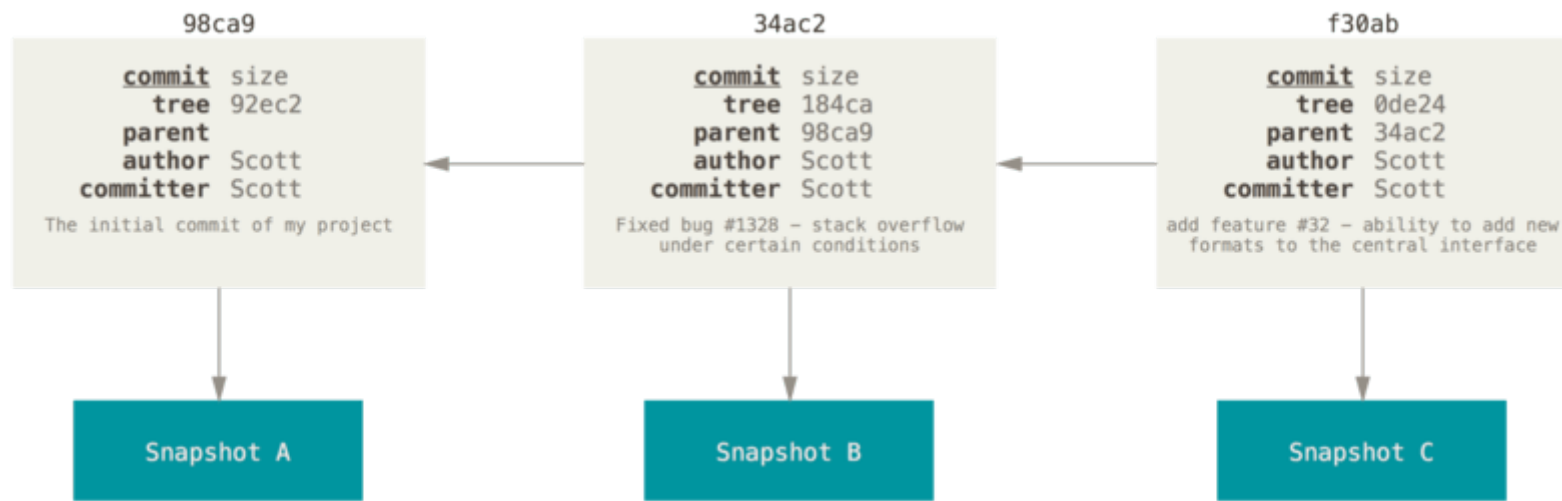 98ca9
commit size
tree 92ec2
parent
author Scott
committer Scott
The initial commit of my project
Snapshot A
34ac2
commit size
tree 184ca
parent 98ca9
author Scott
committer Scott
Fixed bug #1328 – stack overflow
under certain conditions
Snapshot B
f30ab
commit size
tree 0de24
parent 34ac2
author Scott
committer Scott
add feature #32 – ability to add new
formats to the central interface
Snapshot C